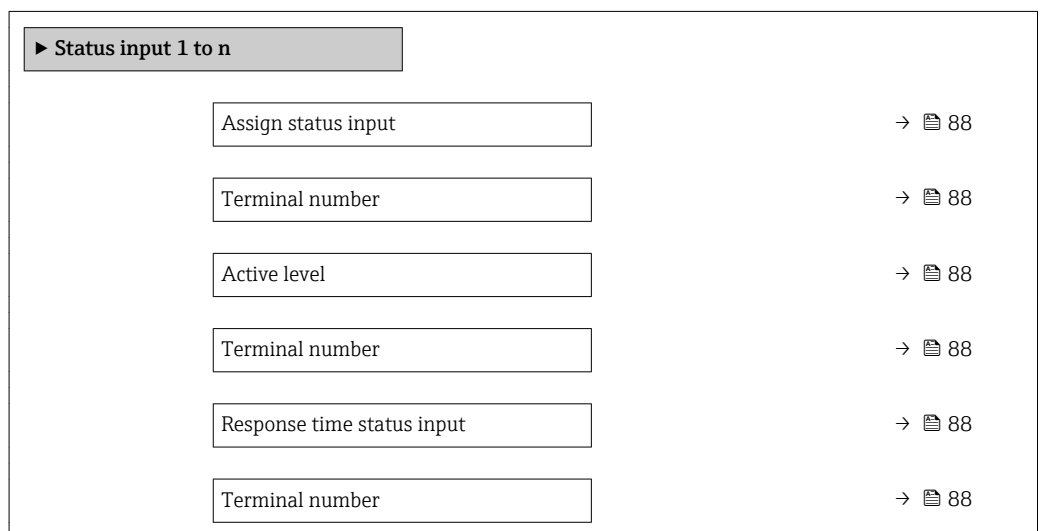 ▶ Status input 1 to n
Assign status input → 88
Terminal number → 88
Active level → 88
Terminal number → 88
Response time status input → 88
Terminal number → 88